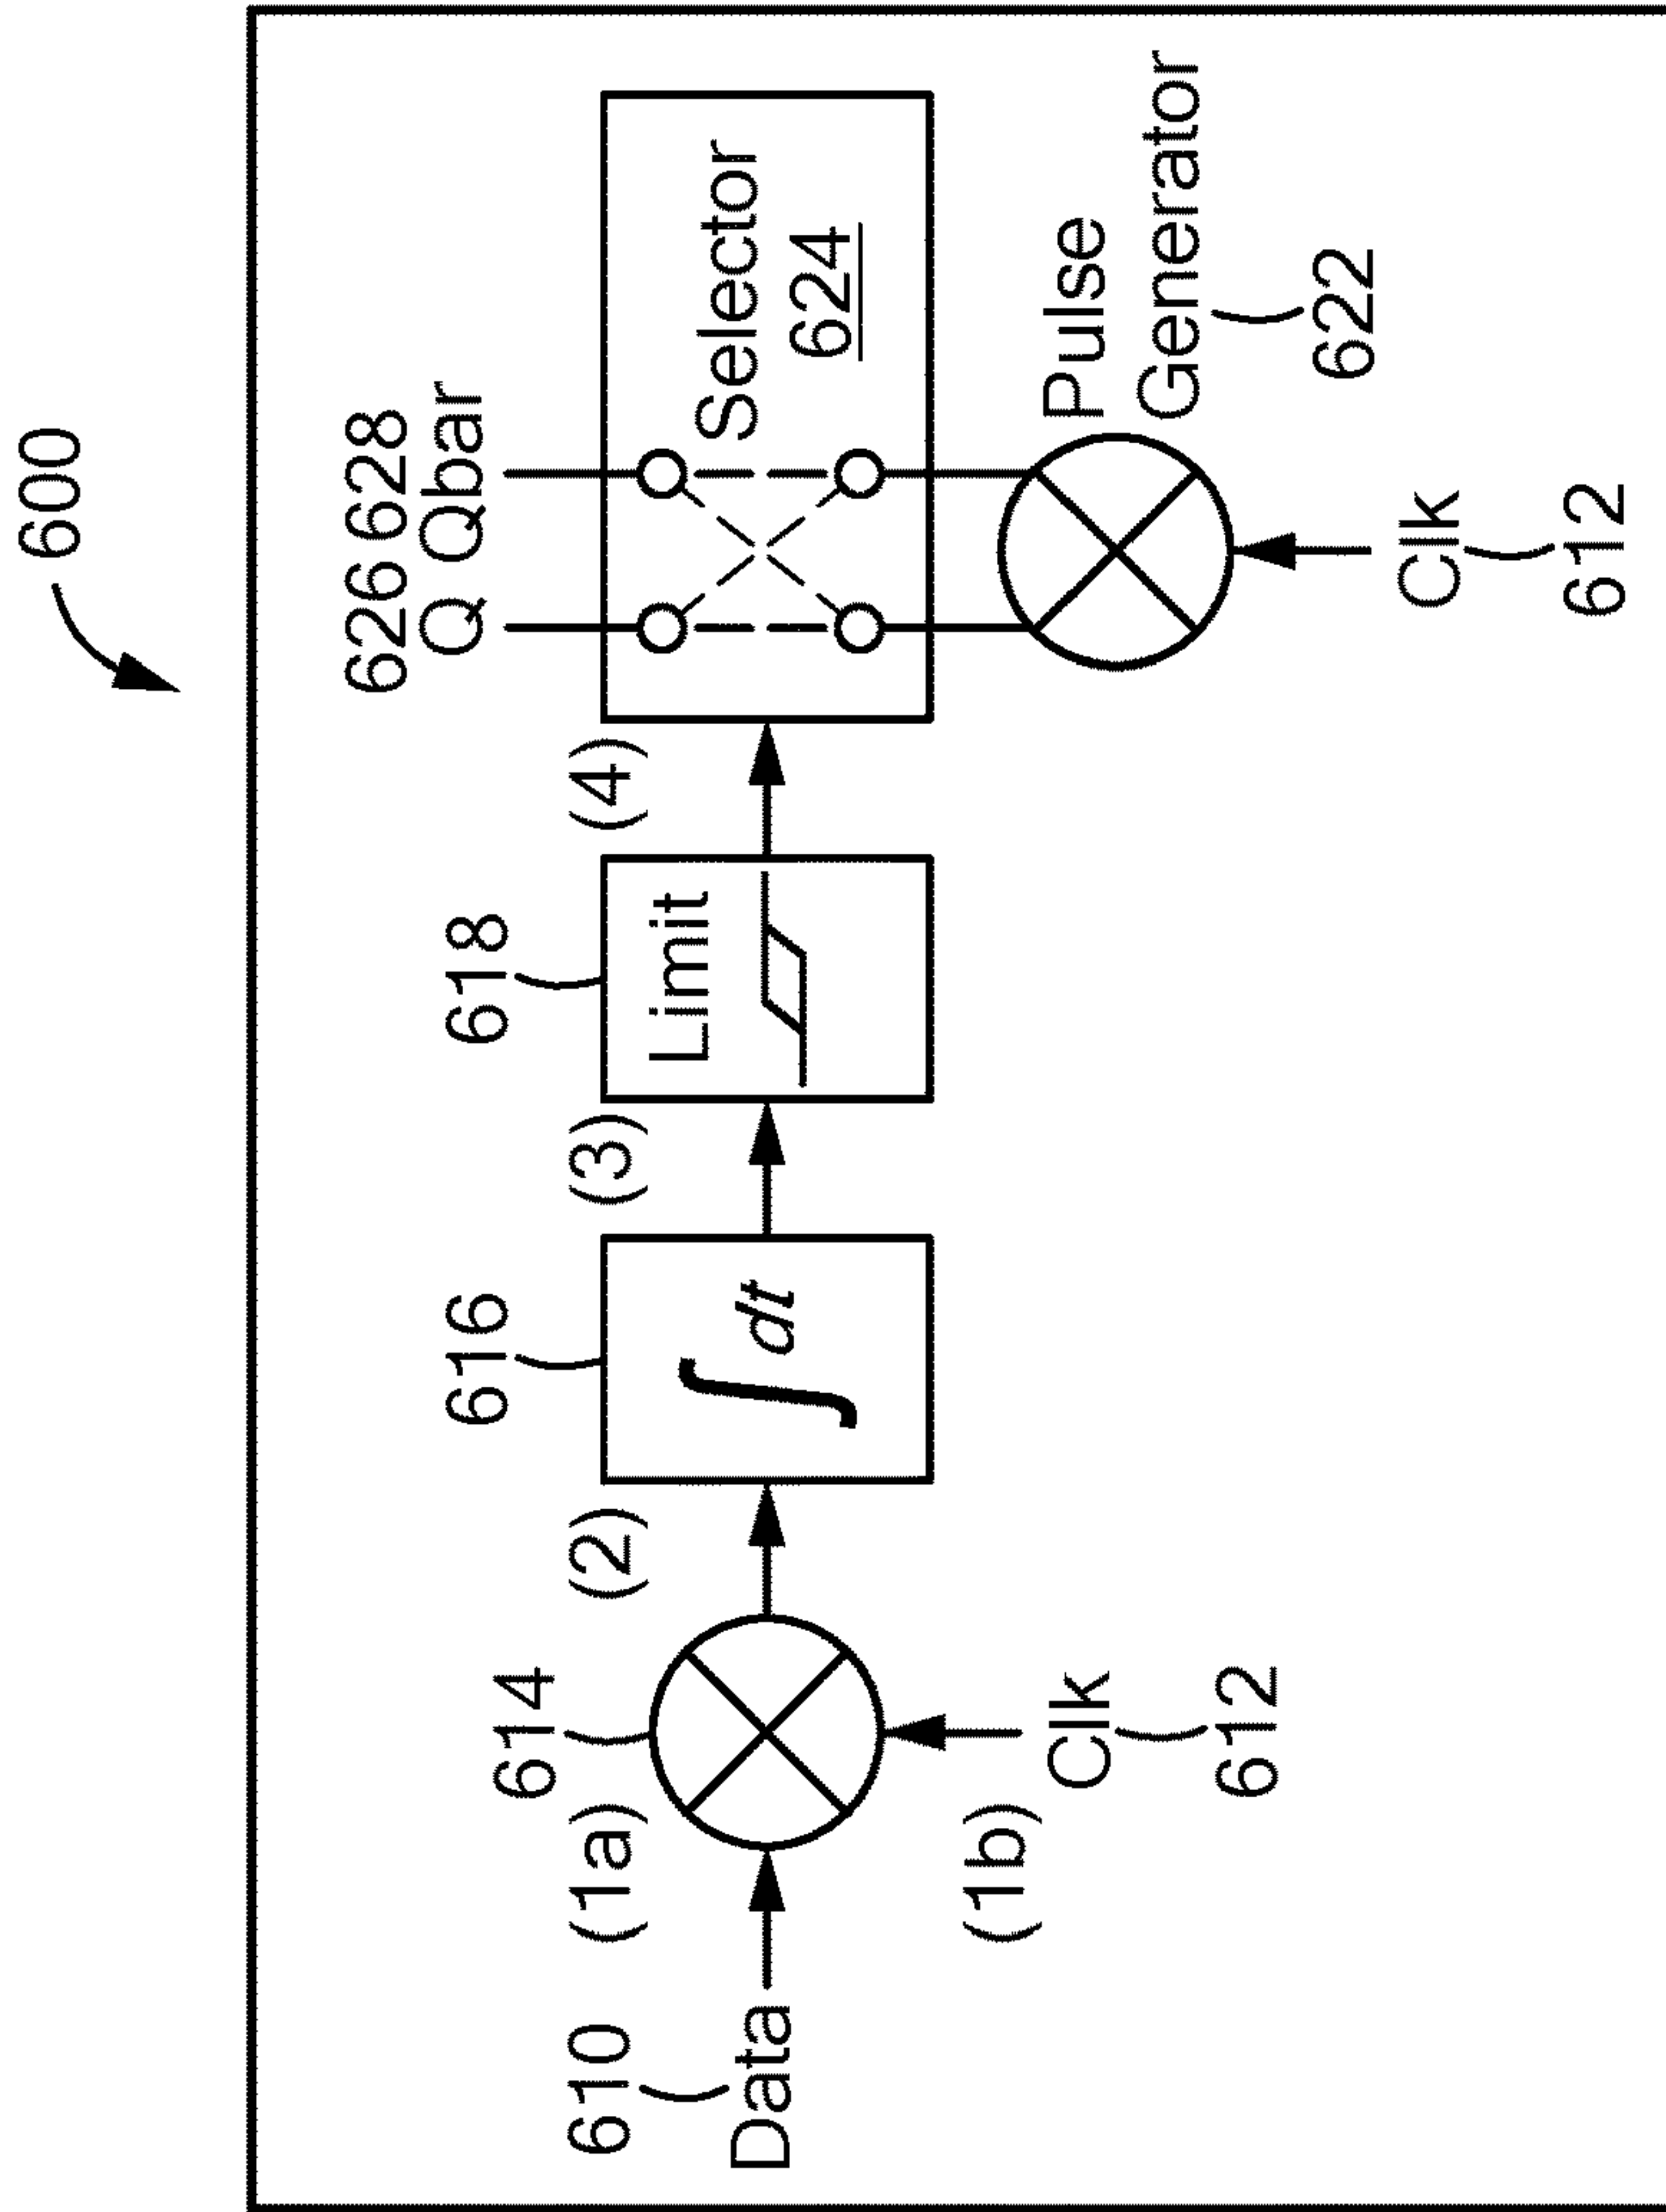 600
626 628
Q Qbar
610
Data
(1a)
614
(1b)
Clk
612
(2)
616
∫ dt
(3)
618
Limit
(4)
Selector
624
Pulse
Generator
622
Clk
612